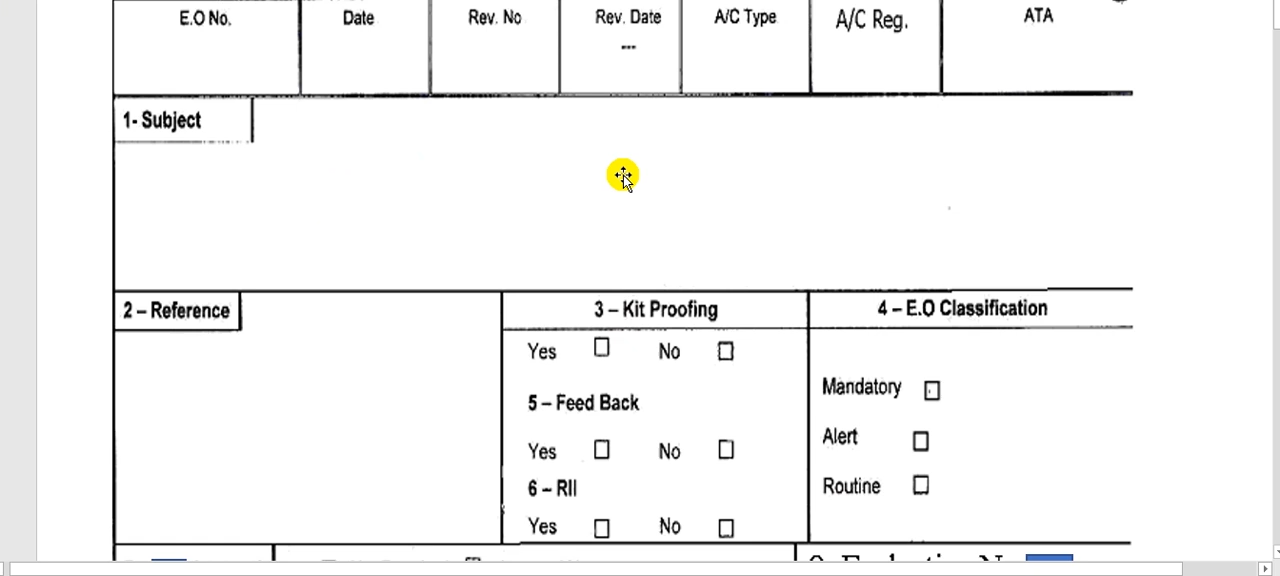 E.O No. Date Rev. No Rev. Date A/C Type A/C Reg. ATA
---
1- Subject
2 – Reference
3 – Kit Proofing
4 – E.O Classification
Yes No
5 – Feed Back
Yes No
6 – RII
Yes No
Mandatory
Alert
Routine